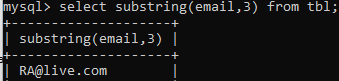 mysql> select substring(email,3) from tbl;
+--------------------+
| substring(email,3) |
+--------------------+
| RA@live.com        |